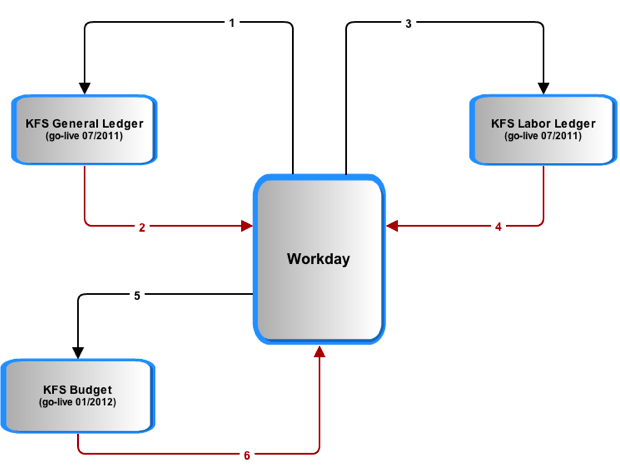 1
3
KFS General Ledger
(go-live 07/2011)
KFS Labor Ledger
(go-live 07/2011)
2
4
Workday
5
KFS Budget
(go-live 01/2012)
6